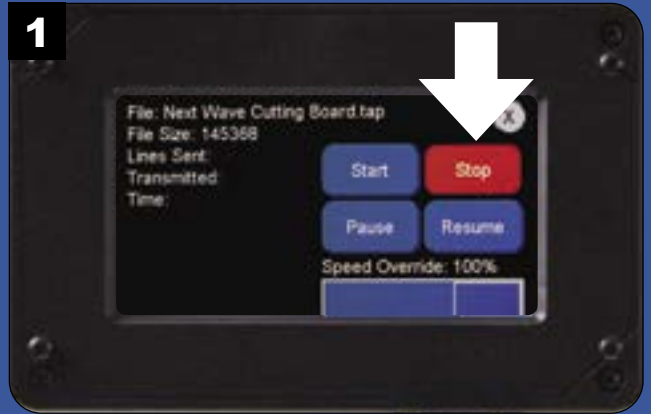 1
File: Next Wave Cutting Board.tap
File Size: 145368
Lines Sent:
Transmitted:
Time:
X
Start
Stop
Pause
Resume
Speed Override: 100%